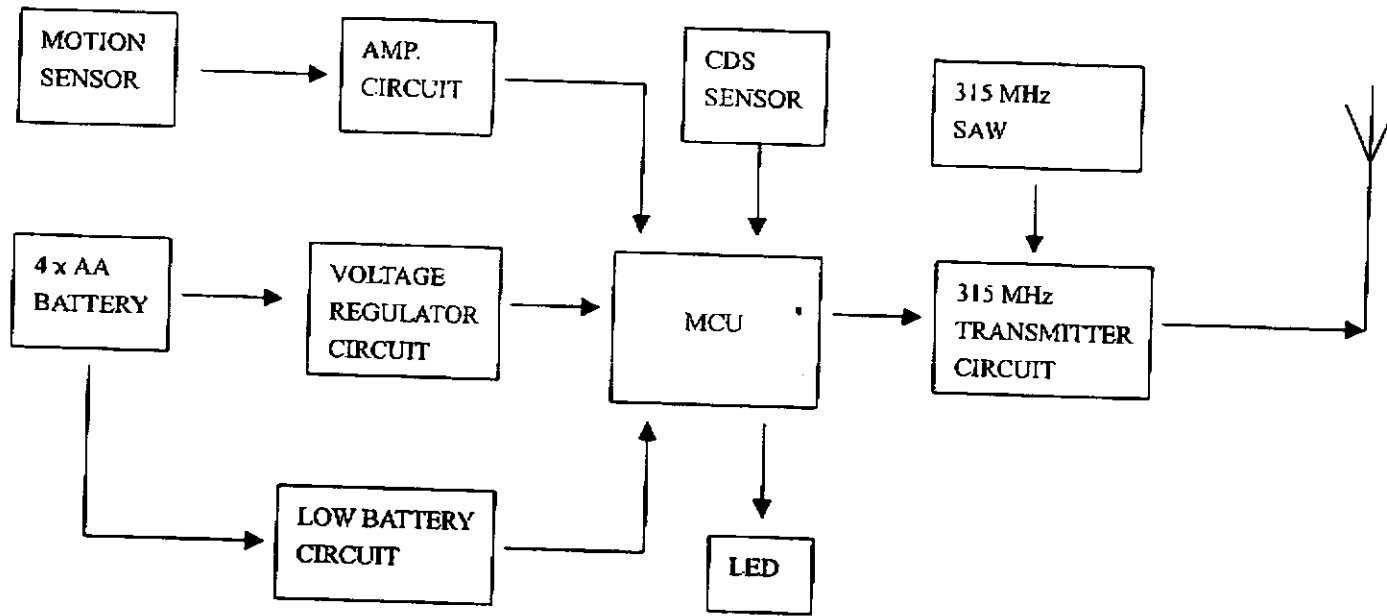 MOTION
SENSOR
AMP.
CIRCUIT
CDS
SENSOR
315 MHz
SAW
4 x AA
BATTERY
VOLTAGE
REGULATOR
CIRCUIT
MCU
315 MHz
TRANSMITTER
CIRCUIT
LOW BATTERY
CIRCUIT
LED